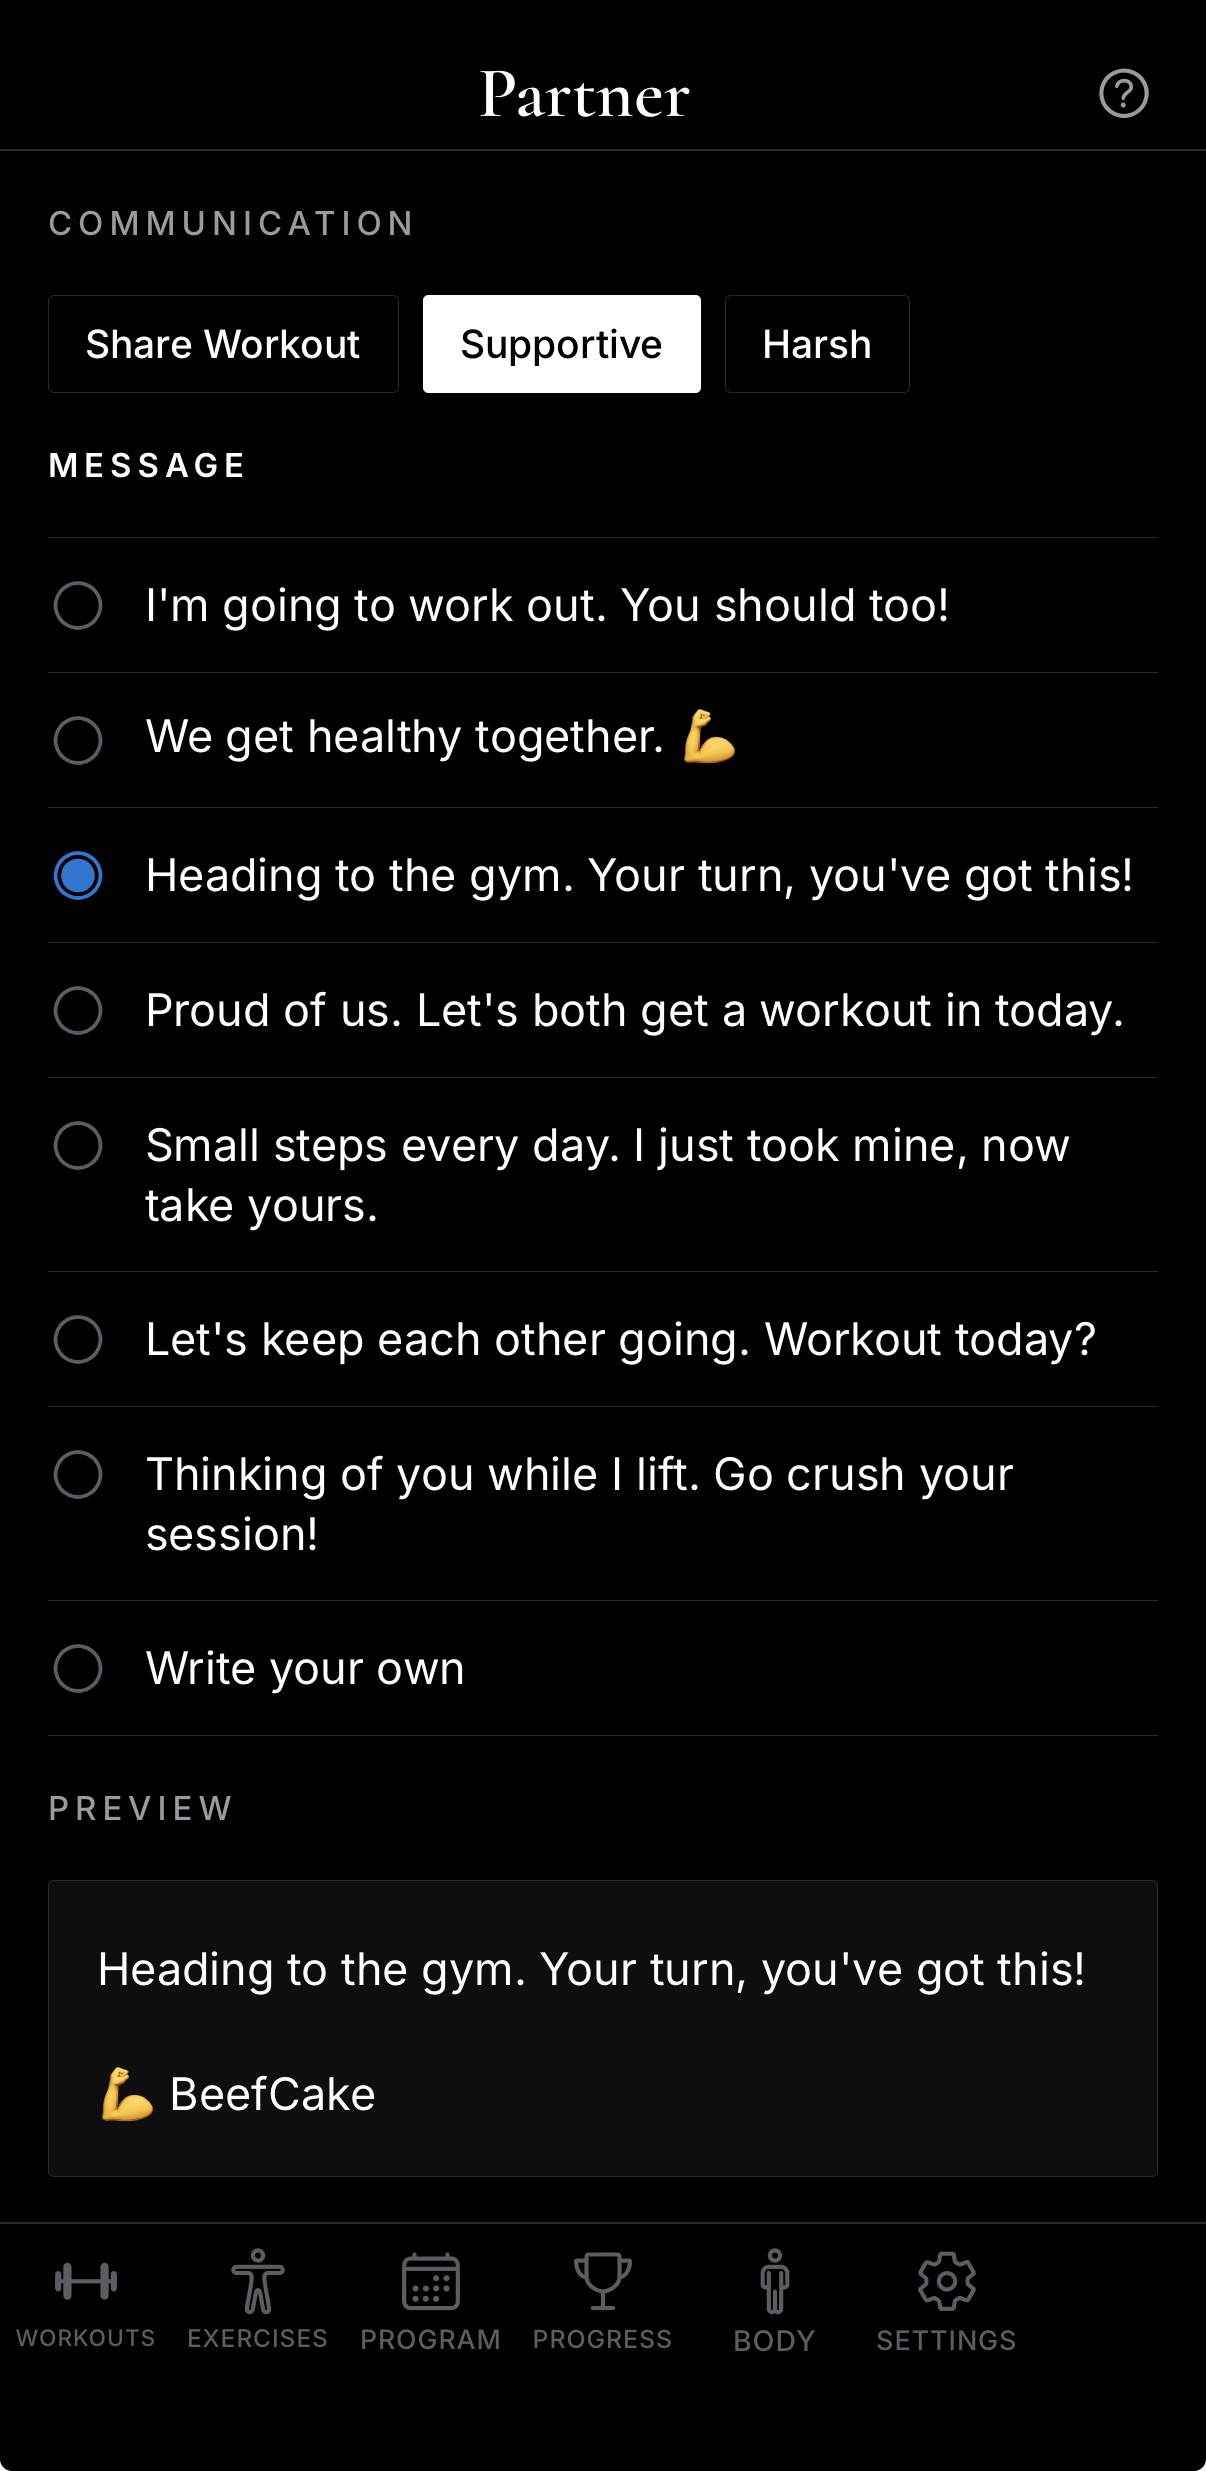 Partner
COMMUNICATION
Share Workout
Supportive
Harsh
MESSAGE
I'm going to work out. You should too!
We get healthy together. 💪
Heading to the gym. Your turn, you've got this!
Proud of us. Let's both get a workout in today.
Small steps every day. I just took mine, now
take yours.
Let's keep each other going. Workout today?
Thinking of you while I lift. Go crush your
session!
Write your own
PREVIEW
Heading to the gym. Your turn, you've got this!
💪 BeefCake
WORKOUTS
EXERCISES
PROGRAM
PROGRESS
BODY
SETTINGS